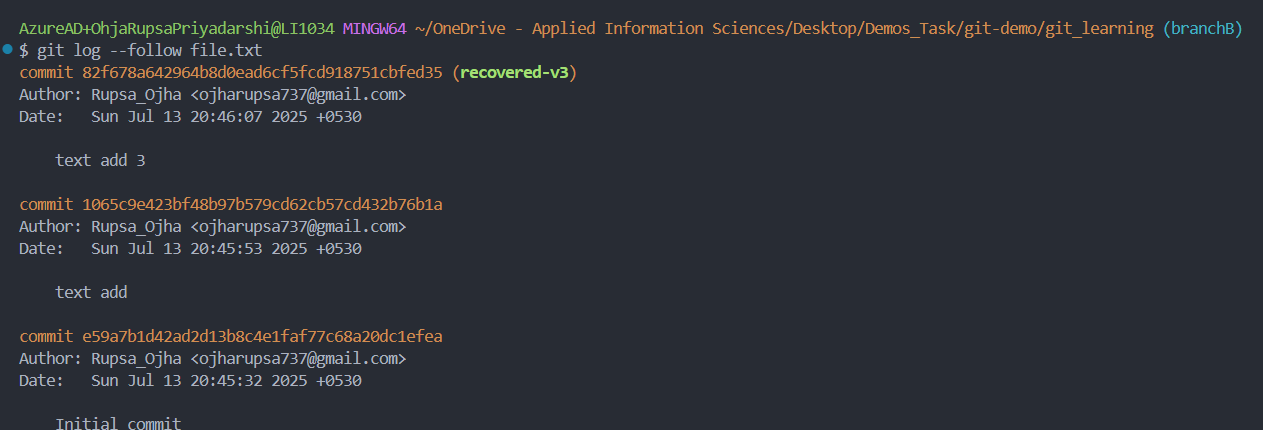 AzureAD+OhjaRupsaPriyadarshi@LI1034 MINGW64 ~/OneDrive - Applied Information Sciences/Desktop/Demos_Task/git-demo/git_learning (branchB)
$ git log --follow file.txt
commit 82f678a642964b8d0ead6cf5fcd918751cbfed35 (recovered-v3)
Author: Rupsa_Ojha <ojharupsa737@gmail.com>
Date:   Sun Jul 13 20:46:07 2025 +0530
    text add 3
commit 1065c9e423bf48b97b579cd62cb57cd432b76b1a
Author: Rupsa_Ojha <ojharupsa737@gmail.com>
Date:   Sun Jul 13 20:45:53 2025 +0530
    text add
commit e59a7b1d42ad2d13b8c4e1faf77c68a20dc1efea
Author: Rupsa_Ojha <ojharupsa737@gmail.com>
Date:   Sun Jul 13 20:45:32 2025 +0530
    Initial commit